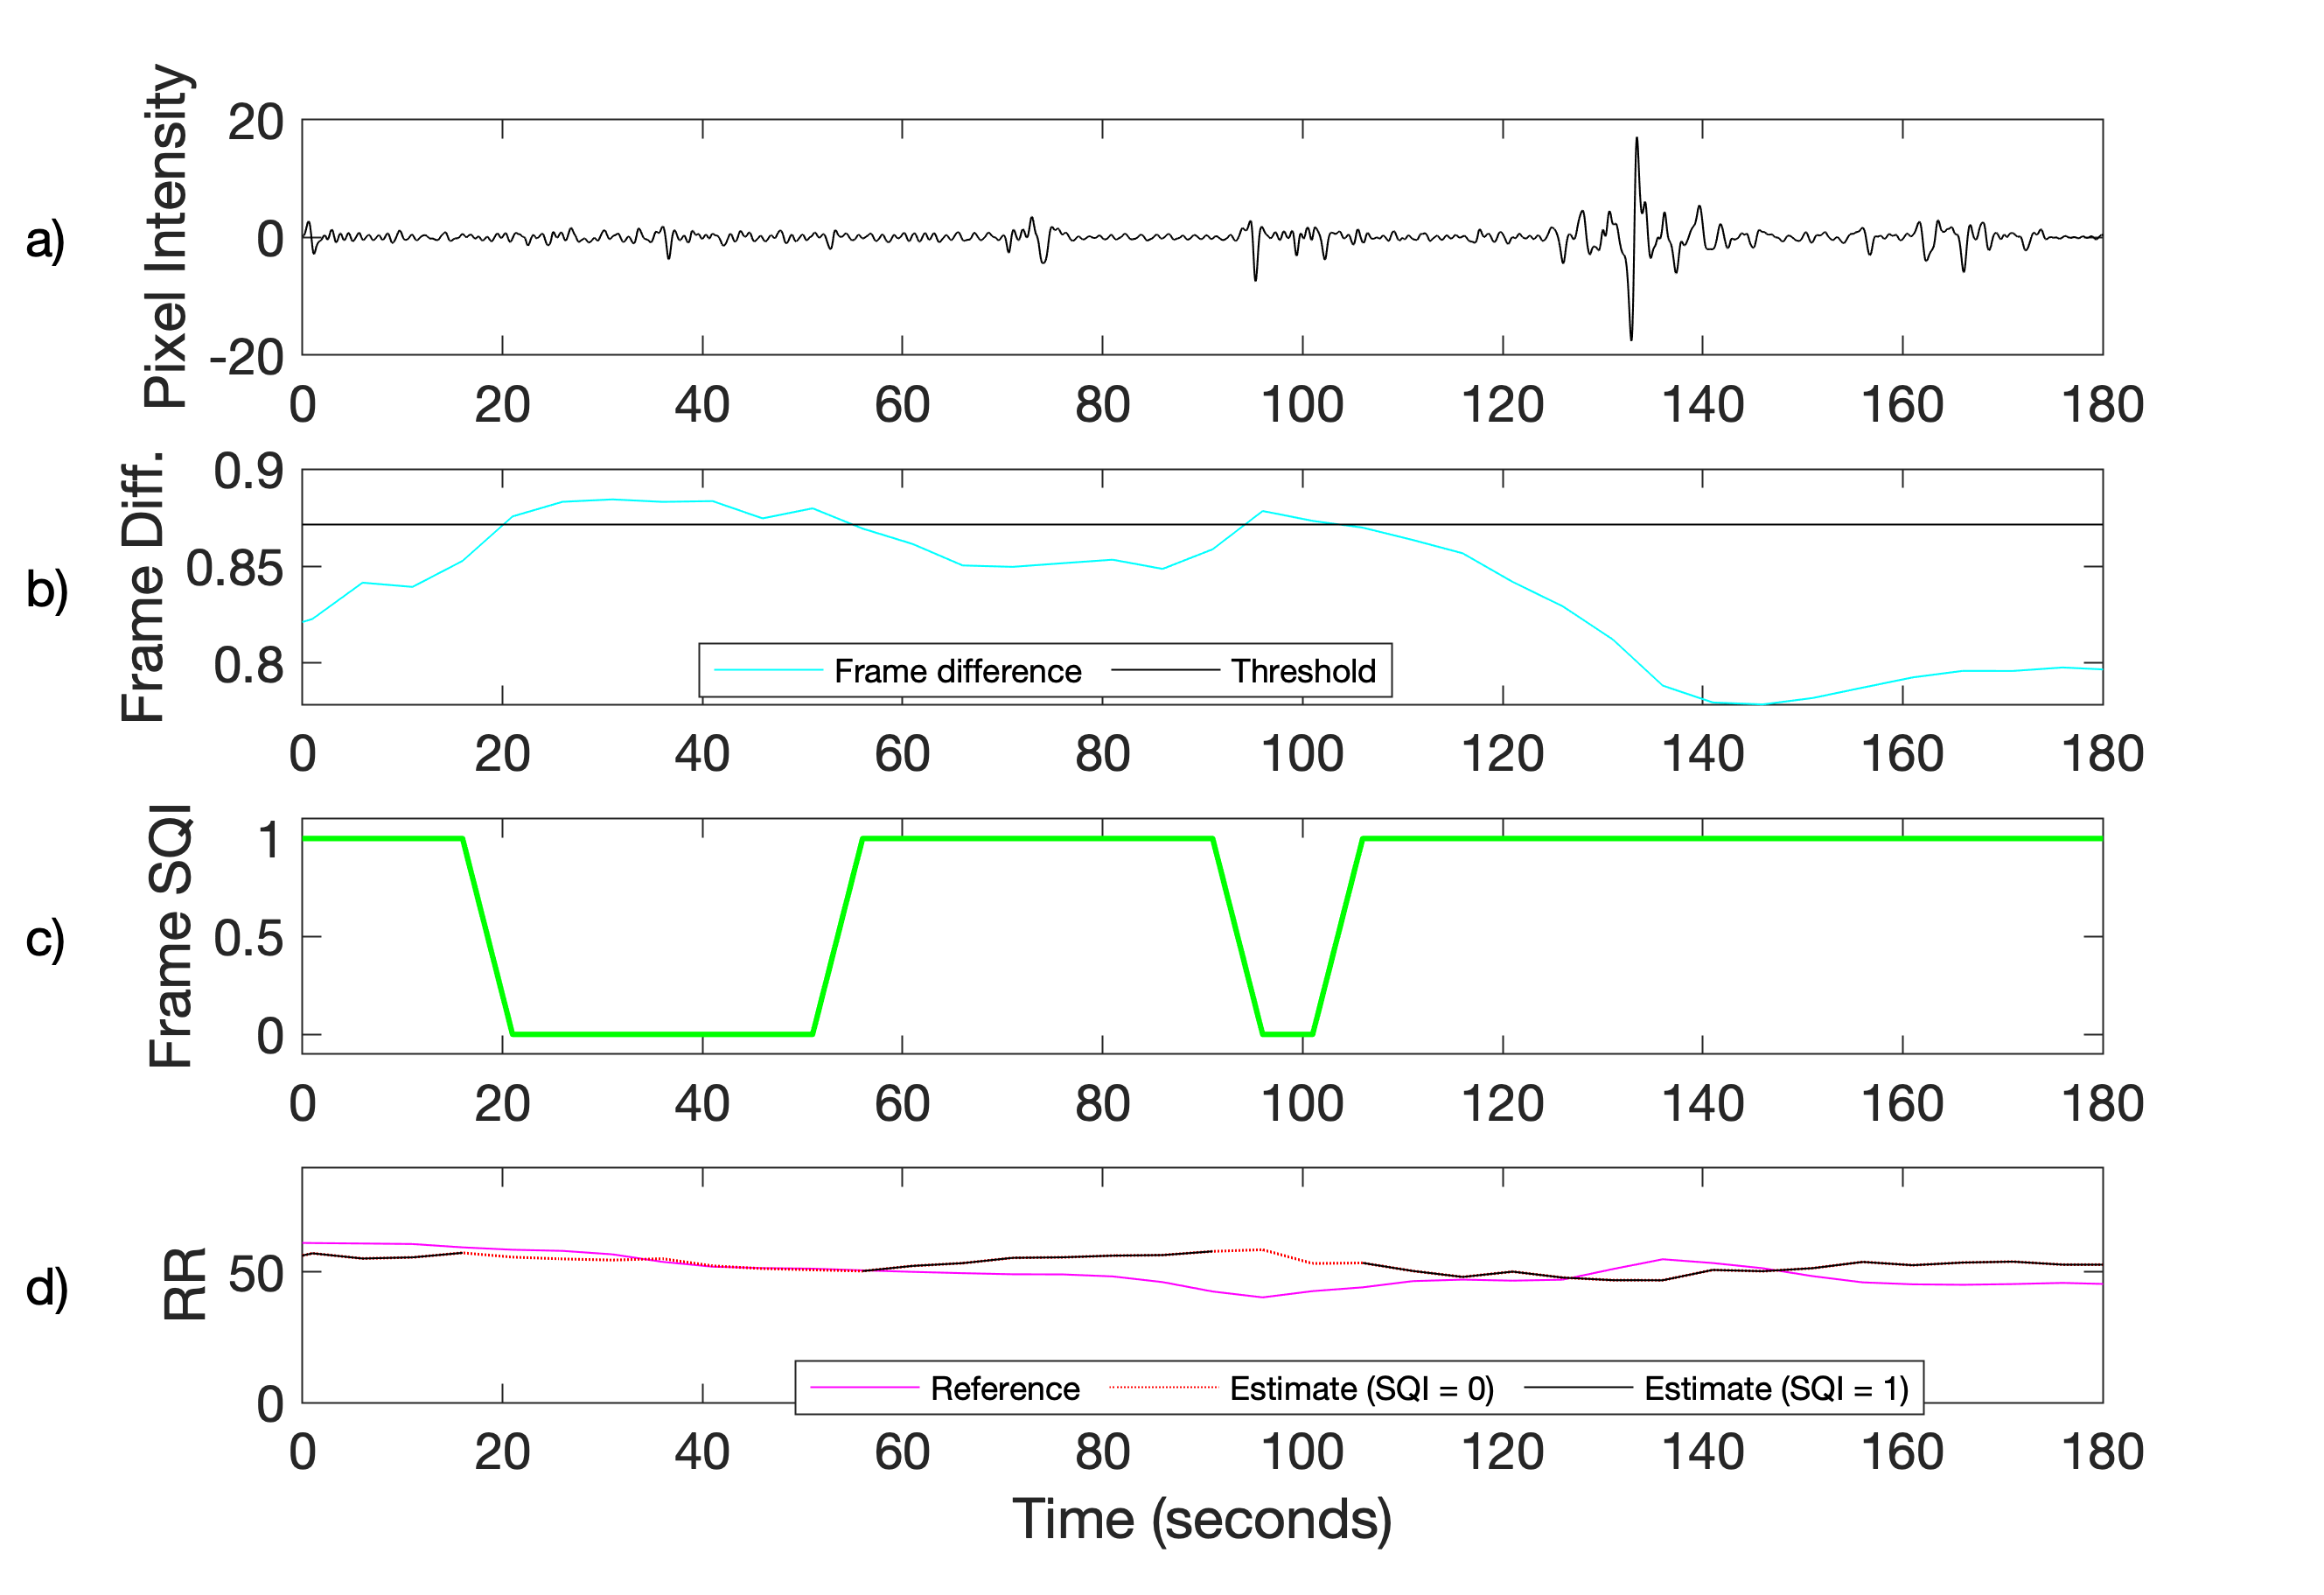 a)
Pixel Intensity
20
0
-20
0 20 40 60 80 100 120 140 160 180
b)
Frame Diff.
0.9
0.85
0.8
Frame difference Threshold
0 20 40 60 80 100 120 140 160 180
c)
Frame SQI
1
0.5
0
0 20 40 60 80 100 120 140 160 180
d)
RR
50
0
Reference Estimate (SQI = 0) Estimate (SQI = 1)
0 20 40 60 80 100 120 140 160 180
Time (seconds)